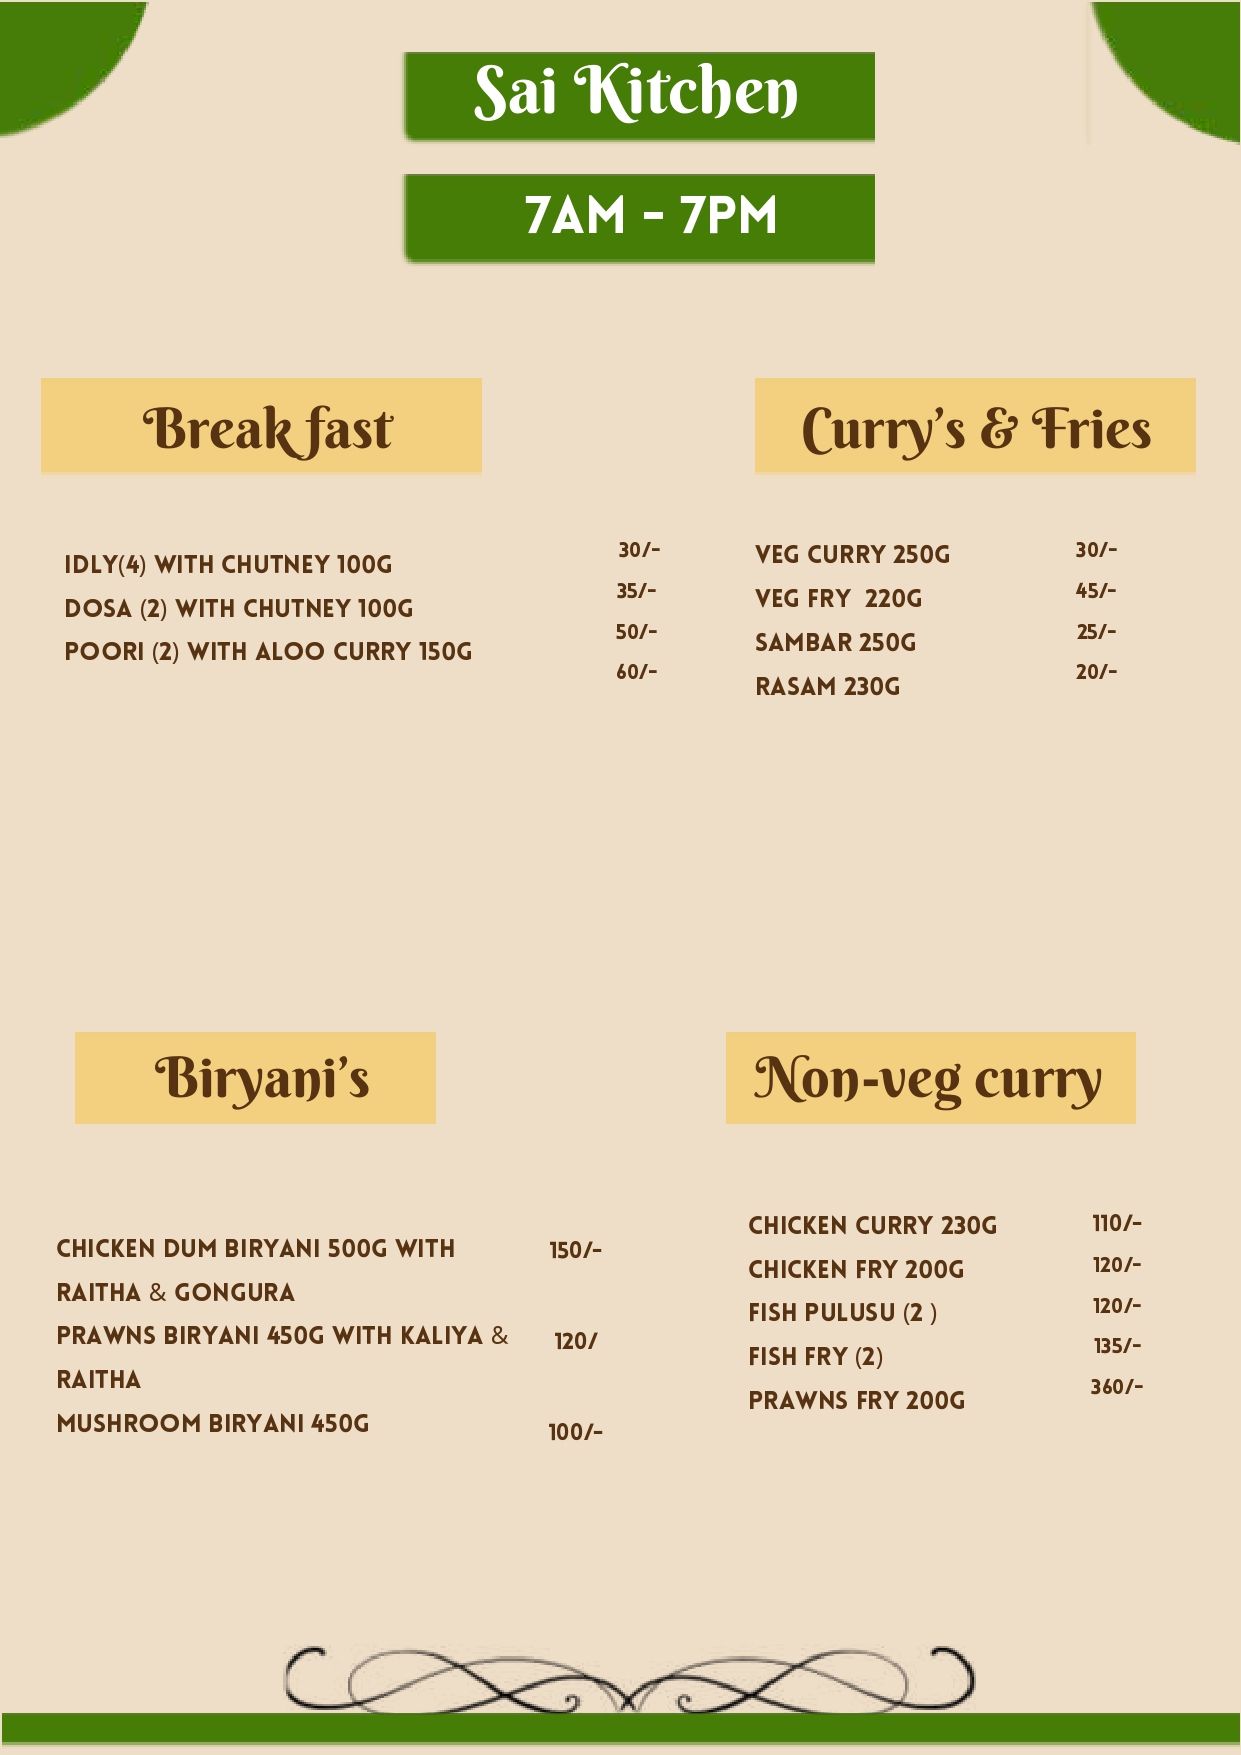 Sai Kitchen
7AM - 7PM
Break fast
IDLY(4) WITH CHUTNEY 100G
DOSA (2) WITH CHUTNEY 100G
POORI (2) WITH ALOO CURRY 150G
30/-
35/-
50/-
60/-
Curry's & Fries
VEG CURRY 250G
VEG FRY  220G
SAMBAR 250G
RASAM 230G
30/-
45/-
25/-
20/-
Biryani's
CHICKEN DUM BIRYANI 500G WITH
RAITHA & GONGURA
PRAWNS BIRYANI 450G WITH KALIYA &
RAITHA
MUSHROOM BIRYANI 450G
150/-
120/
100/-
Non-veg curry
CHICKEN CURRY 230G
CHICKEN FRY 200G
FISH PULUSU (2 )
FISH FRY (2)
PRAWNS FRY 200G
110/-
120/-
120/-
135/-
360/-